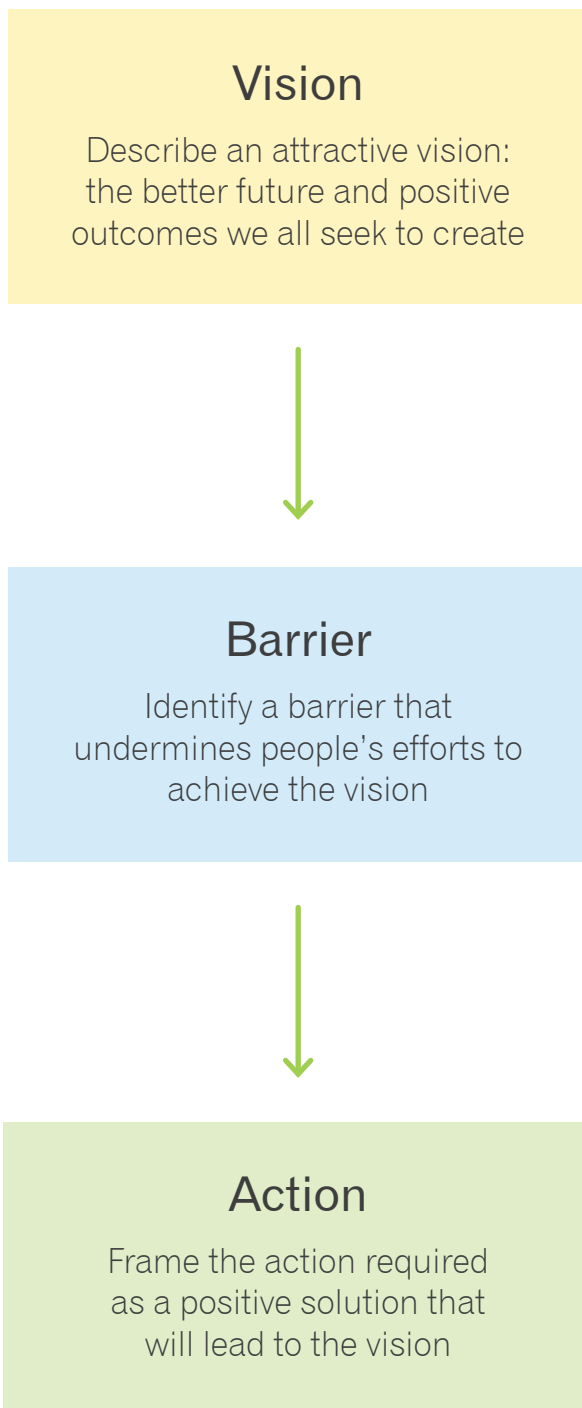 Vision
Describe an attractive vision:
the better future and positive
outcomes we all seek to create
Barrier
Identify a barrier that
undermines people’s efforts to
achieve the vision
Action
Frame the action required
as a positive solution that
will lead to the vision